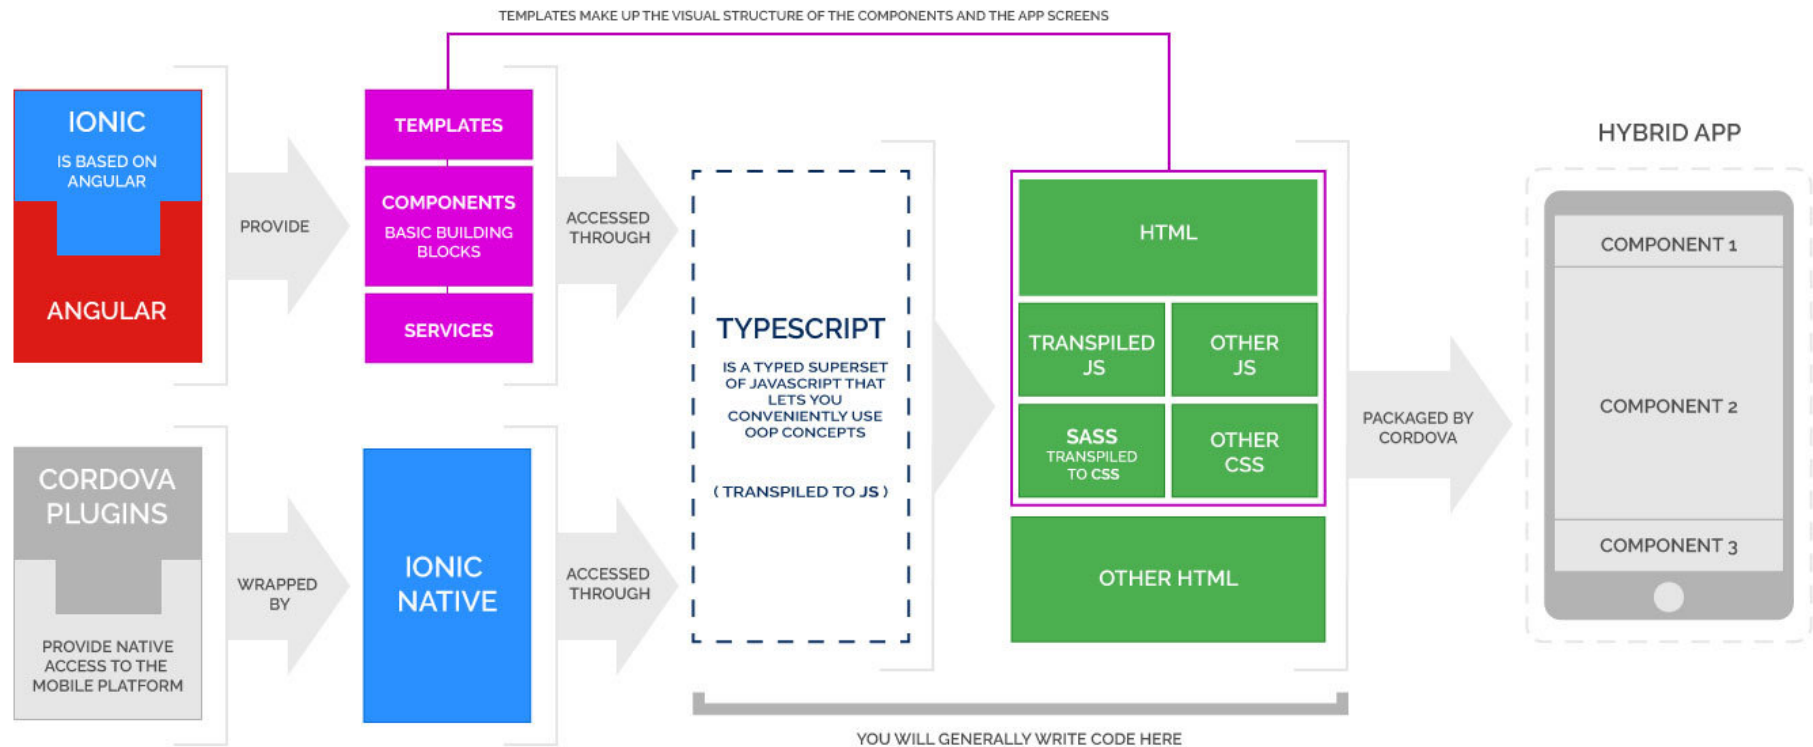 TEMPLATES MAKE UP THE VISUAL STRUCTURE OF THE COMPONENTS AND THE APP SCREENS
IONIC
IS BASED ON
ANGULAR
ANGULAR
PROVIDE
TEMPLATES
COMPONENTS
BASIC BUILDING
BLOCKS
SERVICES
ACCESSED
THROUGH
CORDOVA
PLUGINS
PROVIDE NATIVE
ACCESS TO THE
MOBILE PLATFORM
WRAPPED
BY
IONIC
NATIVE
ACCESSED
THROUGH
TYPESCRIPT
IS A TYPED SUPERSET
OF JAVASCRIPT THAT
LETS YOU
CONVENIENTLY USE
OOP CONCEPTS
( TRANSPILED TO JS )
HTML
TRANSPILED
JS
OTHER
JS
SASS
TRANSPILED
TO CSS
OTHER
CSS
OTHER HTML
YOU WILL GENERALLY WRITE CODE HERE
PACKAGED BY
CORDOVA
HYBRID APP
COMPONENT 1
COMPONENT 2
COMPONENT 3